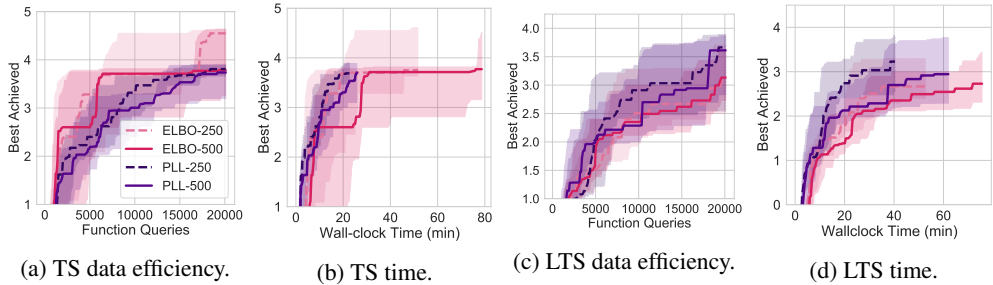 5
4
3
2
1
Best Achieved
0
5000
10000
15000
20000
Function Queries
ELBO-250
ELBO-500
PLL-250
PLL-500
(a) TS data efficiency.
5
4
3
2
1
Best Achieved
0
20
40
60
80
Wall-clock Time (min)
(b) TS time.
4.0
3.5
3.0
2.5
2.0
1.5
1.0
Best Achieved
0
5000
10000
15000
20000
Function Queries
(c) LTS data efficiency.
4
3
2
1
0
Best Achieved
0
20
40
60
Wallclock Time (min)
(d) LTS time.